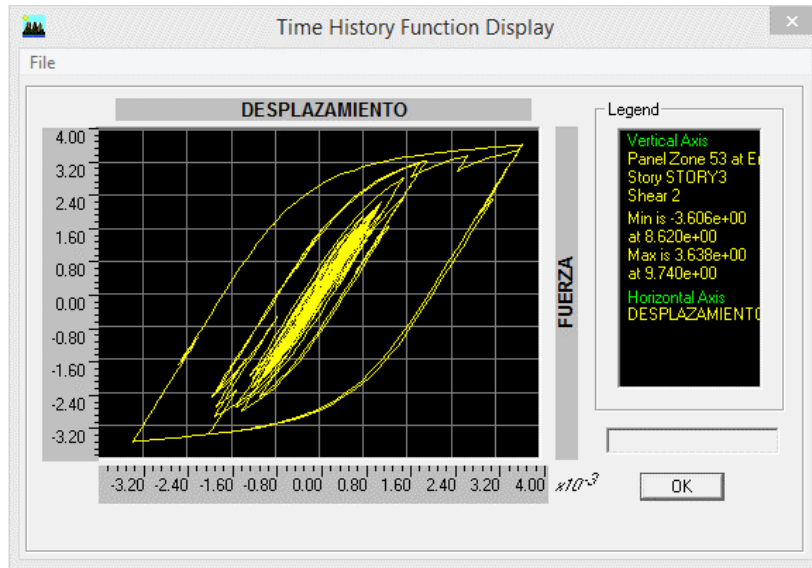 Time History Function Display
File
DESPLAZAMIENTO
4.00
3.20
2.40
1.60
0.80
0.00
-0.80
-1.60
-2.40
-3.20
-3.20 -2.40 -1.60 -0.80 0.00 0.80 1.60 2.40 3.20 4.00 x10-3
FUERZA
Legend
Vertical Axis
Panel Zone 53 at E
Story STORY3
Shear 2
Min is -3.606e+00
at 8.620e+00
Max is 3.638e+00
at 9.740e+00
Horizontal Axis
DESPLAZAMIENTO
OK